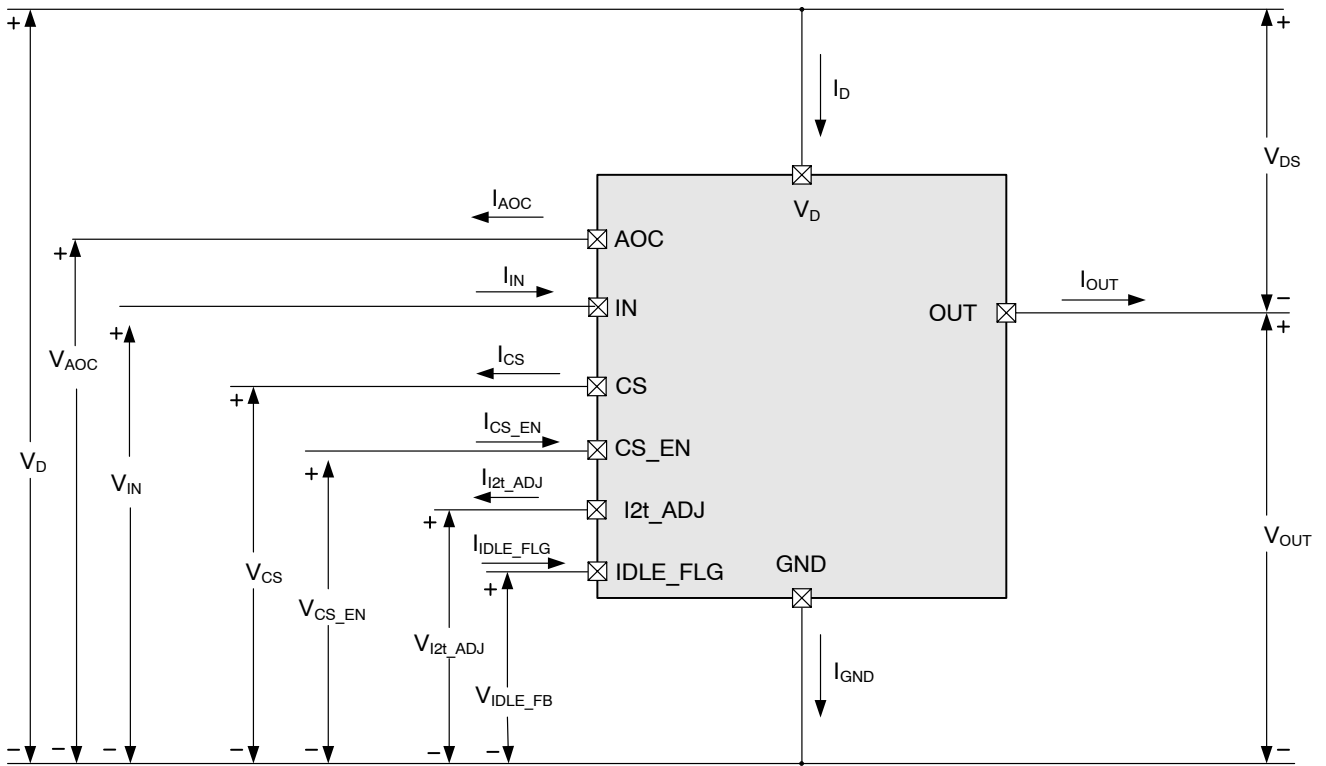 +
+
I_D
V_DS
V_D
I_AOC
AOC
+
I_IN
IN
I_OUT
OUT
−
+
+
V_AOC
I_CS
CS
+
I_CS_EN
CS_EN
V_D
+
V_IN
I_I2t_ADJ
I2t_ADJ
+
V_OUT
I_IDLE_FLG
IDLE_FLG
GND
V_CS
+
V_CS_EN
V_I2t_ADJ
I_GND
V_IDLE_FB
−
−
−
−
−
−
−
−